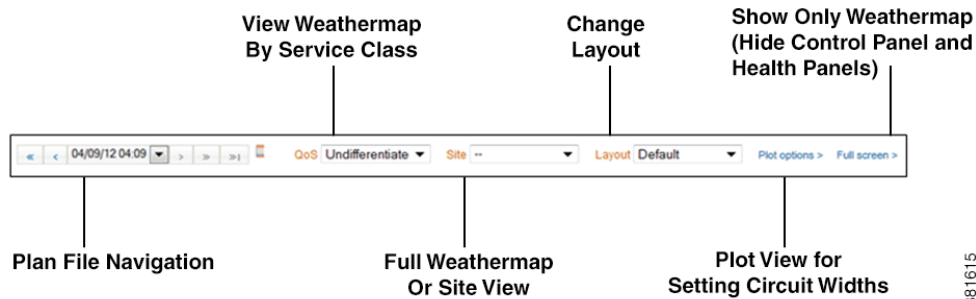 View Weathermap
By Service Class
Change
Layout
Show Only Weathermap
(Hide Control Panel and
Health Panels)
« < 04/09/12 04:09 > » »| QoS Undifferentiate Site -- Layout Default Plot options > Full screen >
Plan File Navigation
Full Weathermap
Or Site View
Plot View for
Setting Circuit Widths